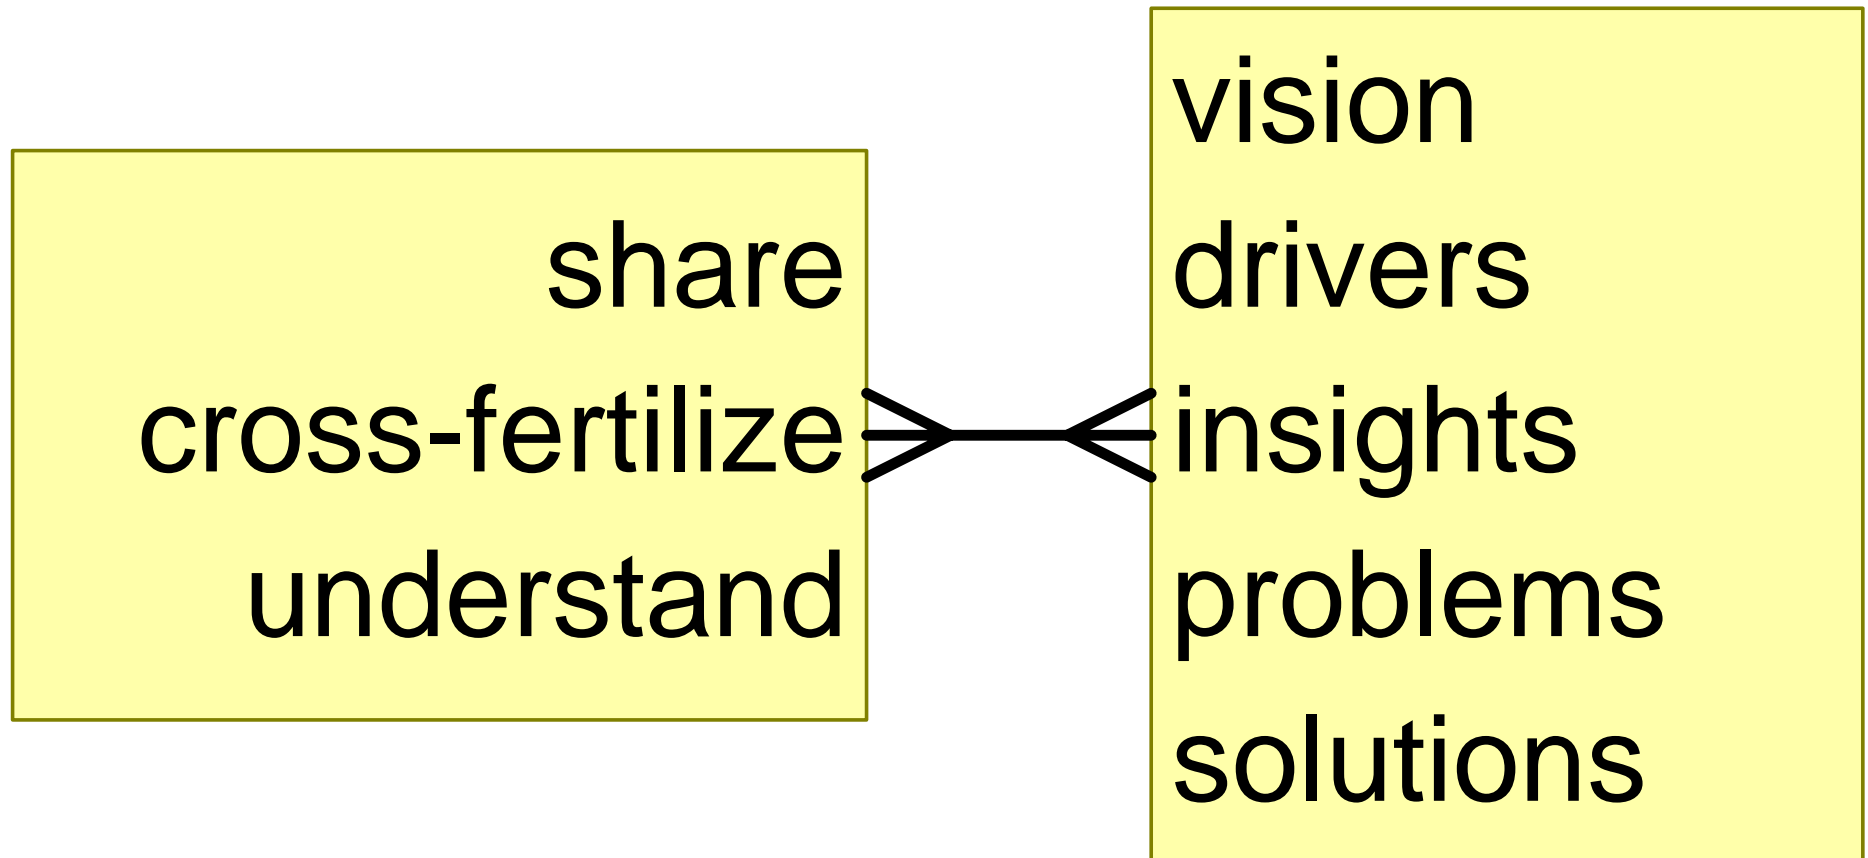 share
cross-fertilize
understand
vision
drivers
insights
problems
solutions